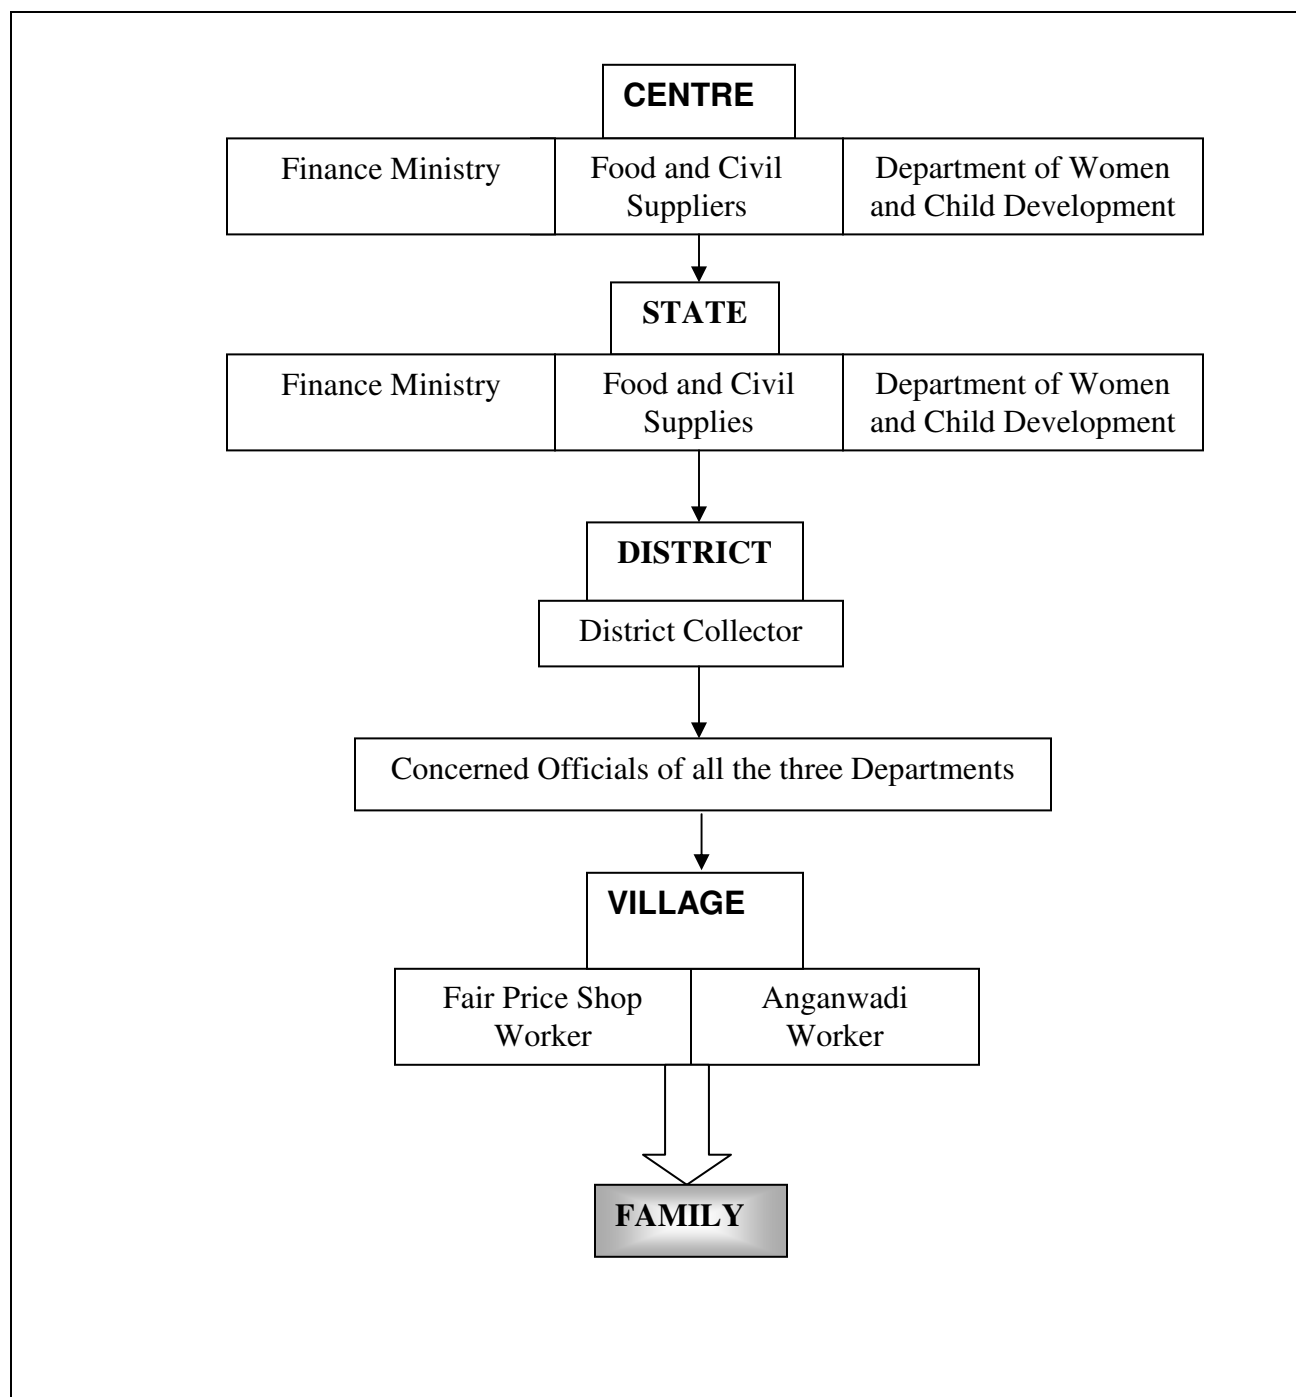 CENTRE
Finance Ministry
Food and Civil
Suppliers
Department of Women
and Child Development
STATE
Finance Ministry
Food and Civil
Supplies
Department of Women
and Child Development
DISTRICT
District Collector
Concerned Officials of all the three Departments
VILLAGE
Fair Price Shop
Worker
Anganwadi
Worker
FAMILY